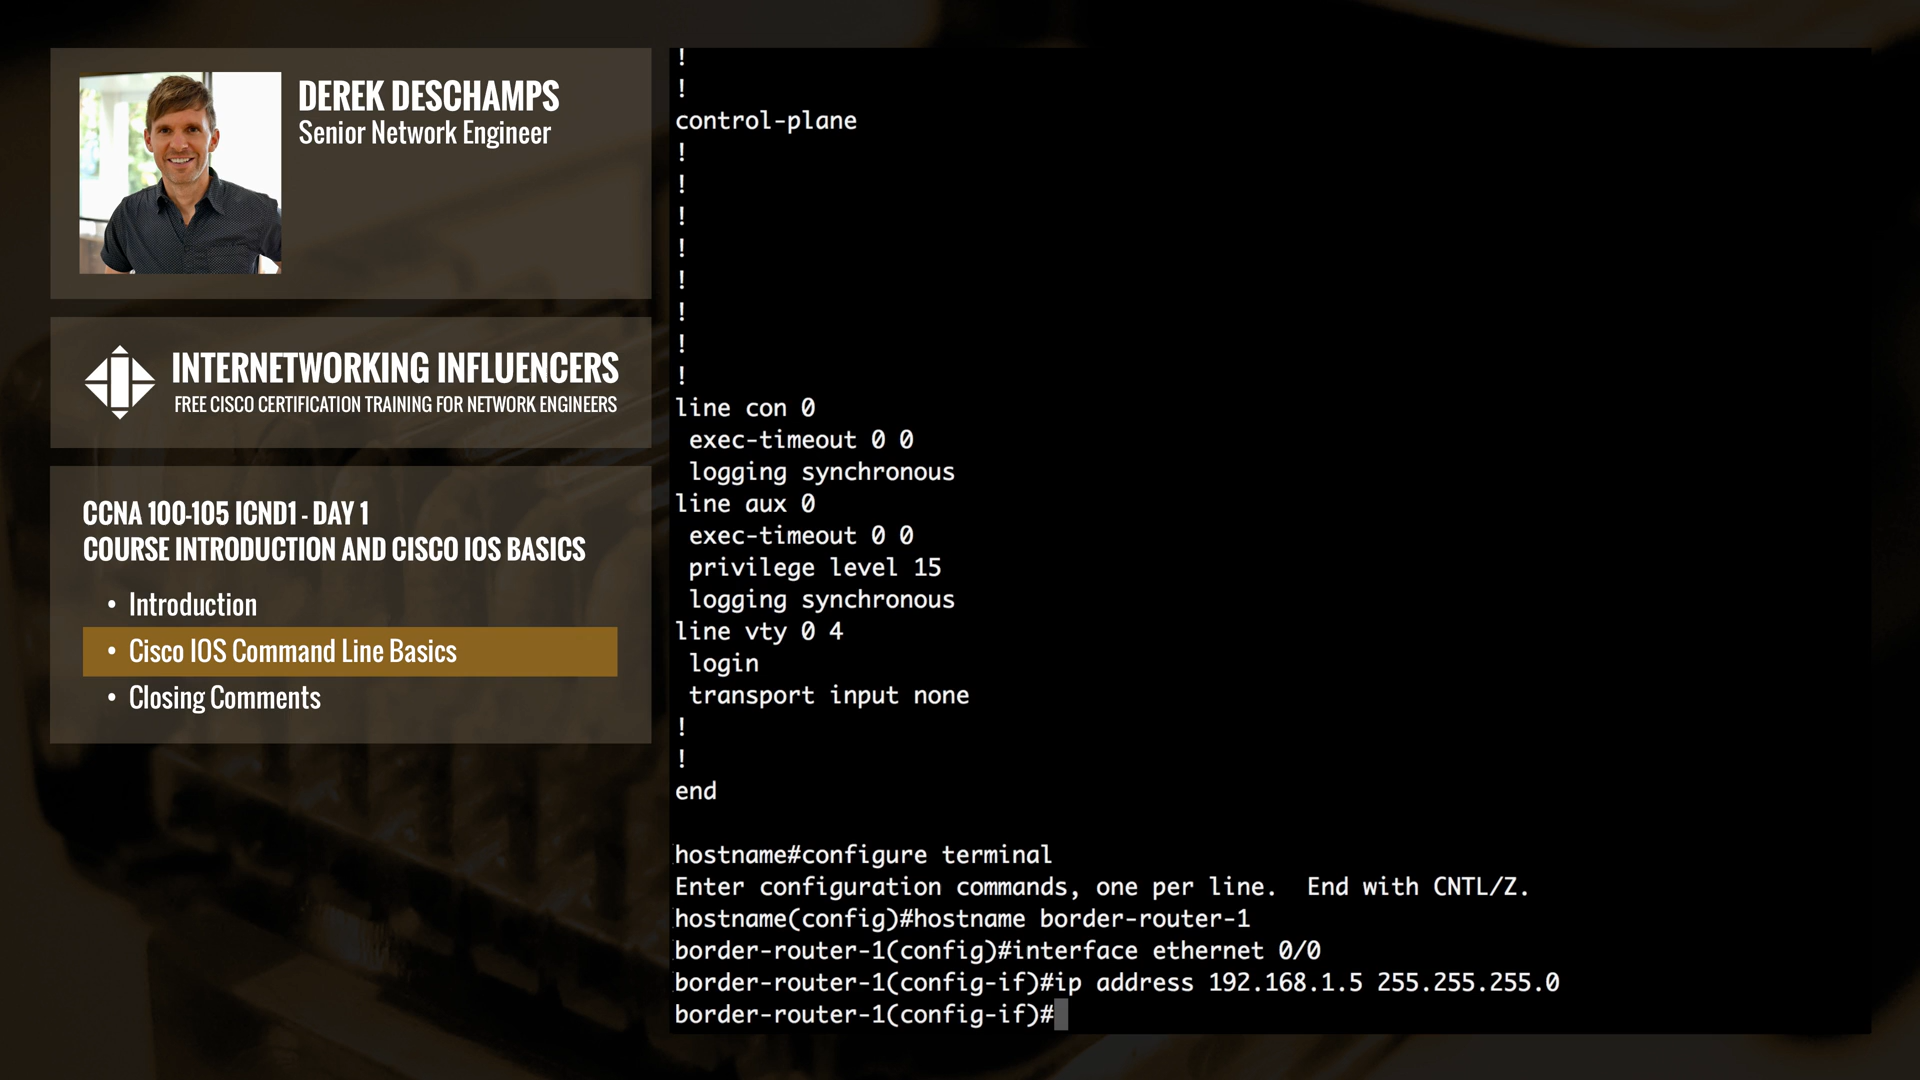 DEREK DESCHAMPS
Senior Network Engineer
INTERNETWORKING INFLUENCERS
FREE CISCO CERTIFICATION TRAINING FOR NETWORK ENGINEERS
CCNA 100-105 ICND1 - DAY 1
COURSE INTRODUCTION AND CISCO IOS BASICS
• Introduction
• Cisco IOS Command Line Basics
• Closing Comments
!
!
control-plane
!
!
!
!
!
!
!
!
line con 0
 exec-timeout 0 0
 logging synchronous
line aux 0
 exec-timeout 0 0
 privilege level 15
 logging synchronous
line vty 0 4
 login
 transport input none
!
!
end
hostname#configure terminal
Enter configuration commands, one per line.  End with CNTL/Z.
hostname(config)#hostname border-router-1
border-router-1(config)#interface ethernet 0/0
border-router-1(config-if)#ip address 192.168.1.5 255.255.255.0
border-router-1(config-if)#